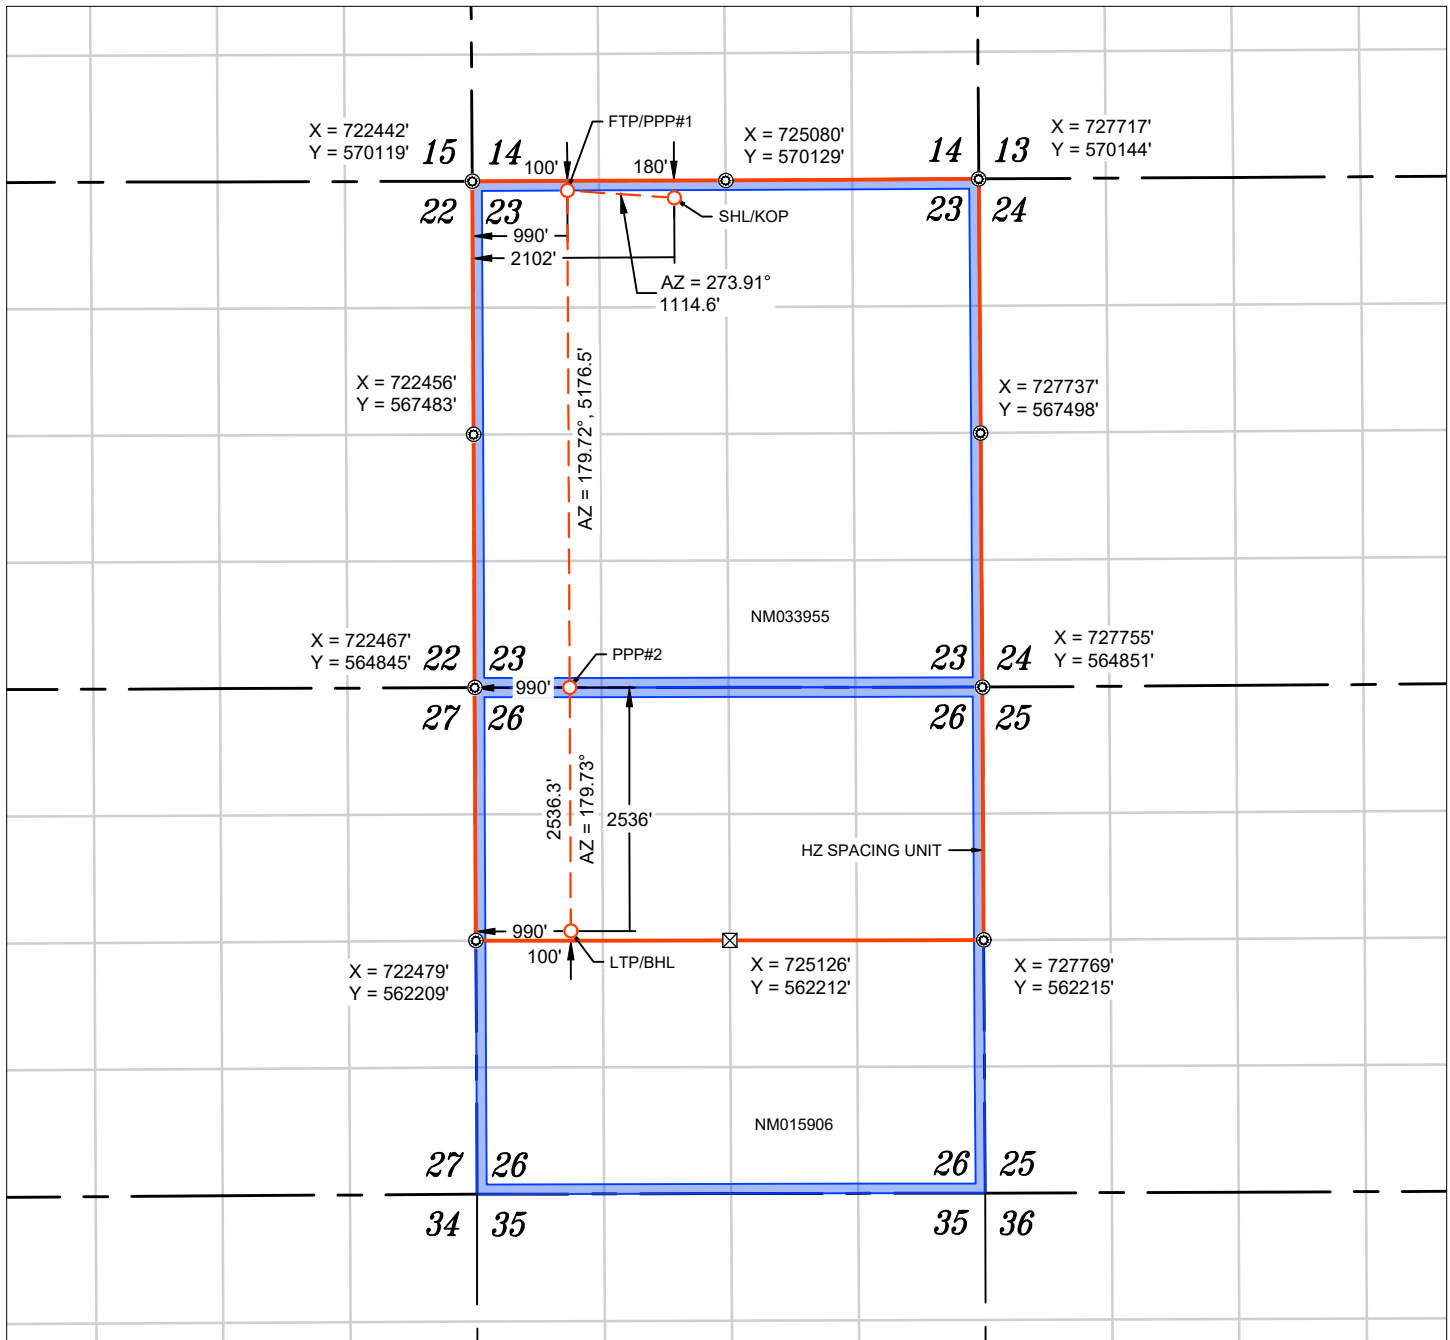 FTP/PPP#1
X = 722442'
Y = 570119'
X = 725080'
Y = 570129'
X = 727717'
Y = 570144'
15
14
100'
180'
14
13
22
23
23
24
SHL/KOP
990'
2102'
AZ = 273.91°
1114.6'
AZ = 179.72°, 5176.5'
X = 722456'
Y = 567483'
X = 727737'
Y = 567498'
NM033955
X = 722467'
Y = 564845'
22
23
PPP#2
23
24
X = 727755'
Y = 564851'
990'
27
26
26
25
2536.3'
AZ = 179.73°
2536'
HZ SPACING UNIT
990'
100'
LTP/BHL
X = 722479'
Y = 562209'
X = 725126'
Y = 562212'
X = 727769'
Y = 562215'
NM015906
27
26
26
25
34
35
35
36